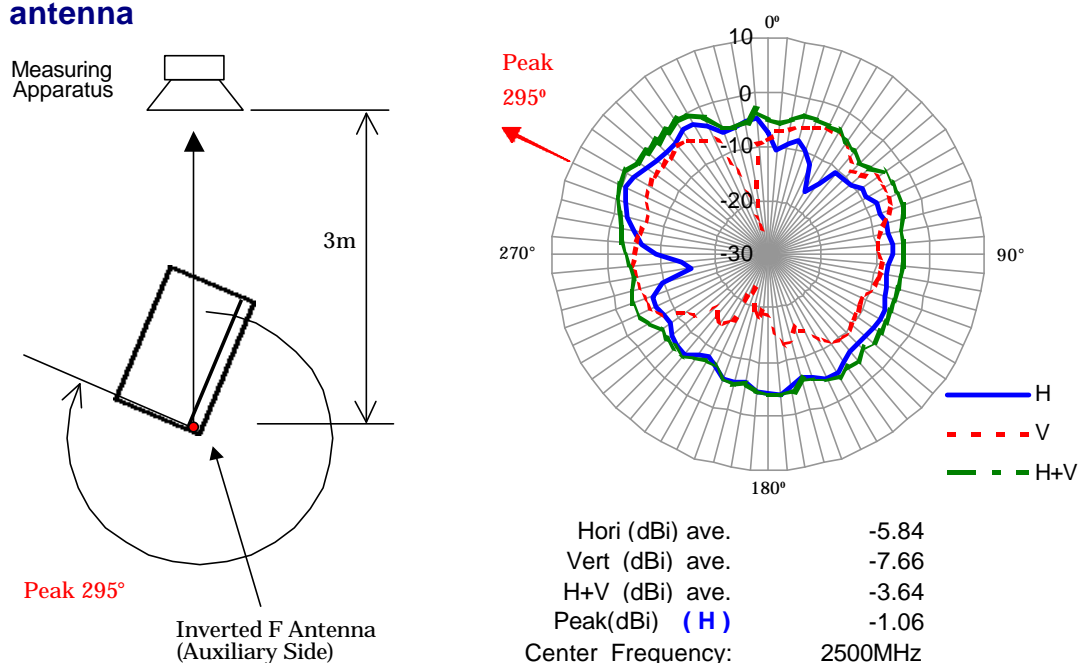 antenna
Measuring
Apparatus
3m
Peak 295°
Inverted F Antenna
(Auxiliary Side)
Peak
295º
0º
10
0
-10
-20
-30
270°
90°
180º
H
V
H+V
Hori (dBi) ave. -5.84
Vert (dBi) ave. -7.66
H+V (dBi) ave. -3.64
Peak(dBi) ( H ) -1.06
Center Frequency: 2500MHz